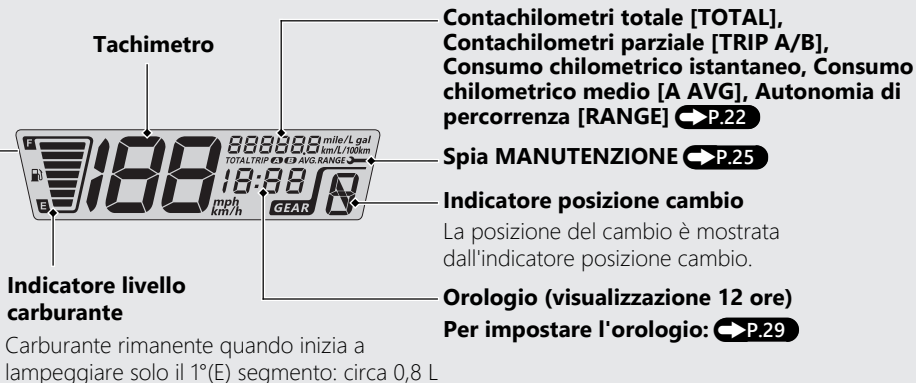 Tachimetro
Contachilometri totale [TOTAL],
Contachilometri parziale [TRIP A/B],
Consumo chilometrico istantaneo, Consumo
chilometrico medio [A AVG], Autonomia di
percorrenza [RANGE] P.22
Spia MANUTENZIONE P.25
Indicatore posizione cambio
La posizione del cambio è mostrata
dall'indicatore posizione cambio.
Orologio (visualizzazione 12 ore)
Per impostare l'orologio: P.29
F
E
188
888888 mile/L gal
km/L/100km
TOTAL TRIP A B AVG. RANGE
18:88
mph
km/h
GEAR
8
Indicatore livello
carburante
Carburante rimanente quando inizia a
lampeggiare solo il 1°(E) segmento: circa 0,8 L